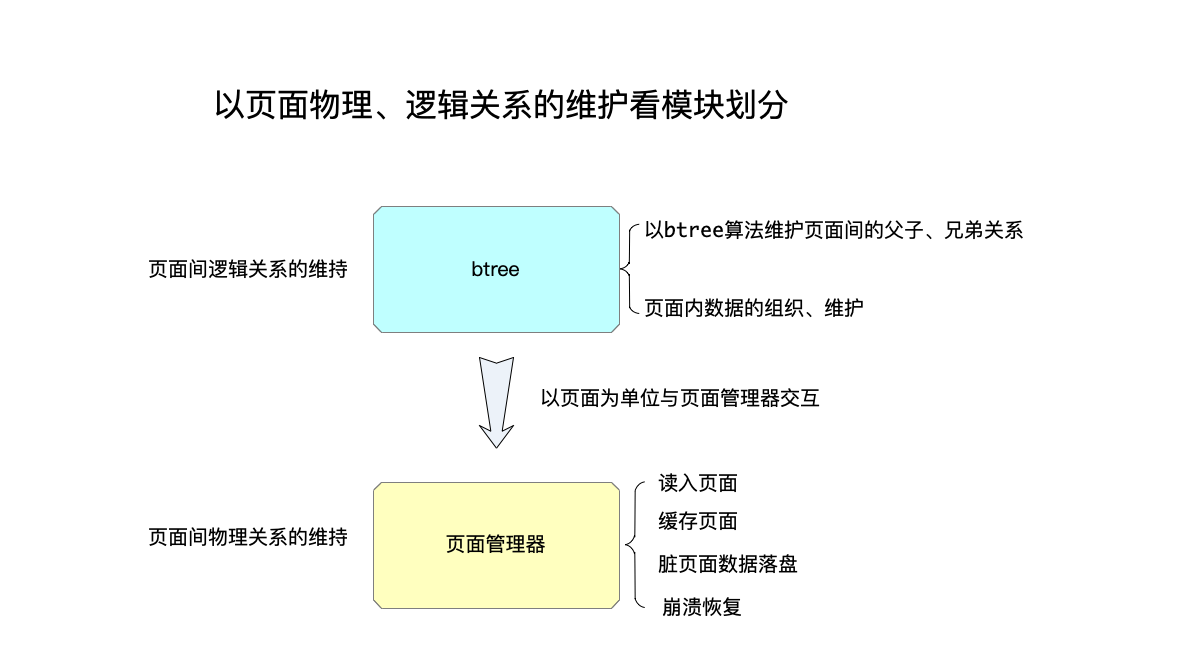 以页面物理、逻辑关系的维护看模块划分
页面间逻辑关系的维持
btree
以btree算法维护页面间的父子、兄弟关系
页面内数据的组织、维护
以页面为单位与页面管理器交互
页面间物理关系的维持
页面管理器
读入页面
缓存页面
脏页面数据落盘
崩溃恢复